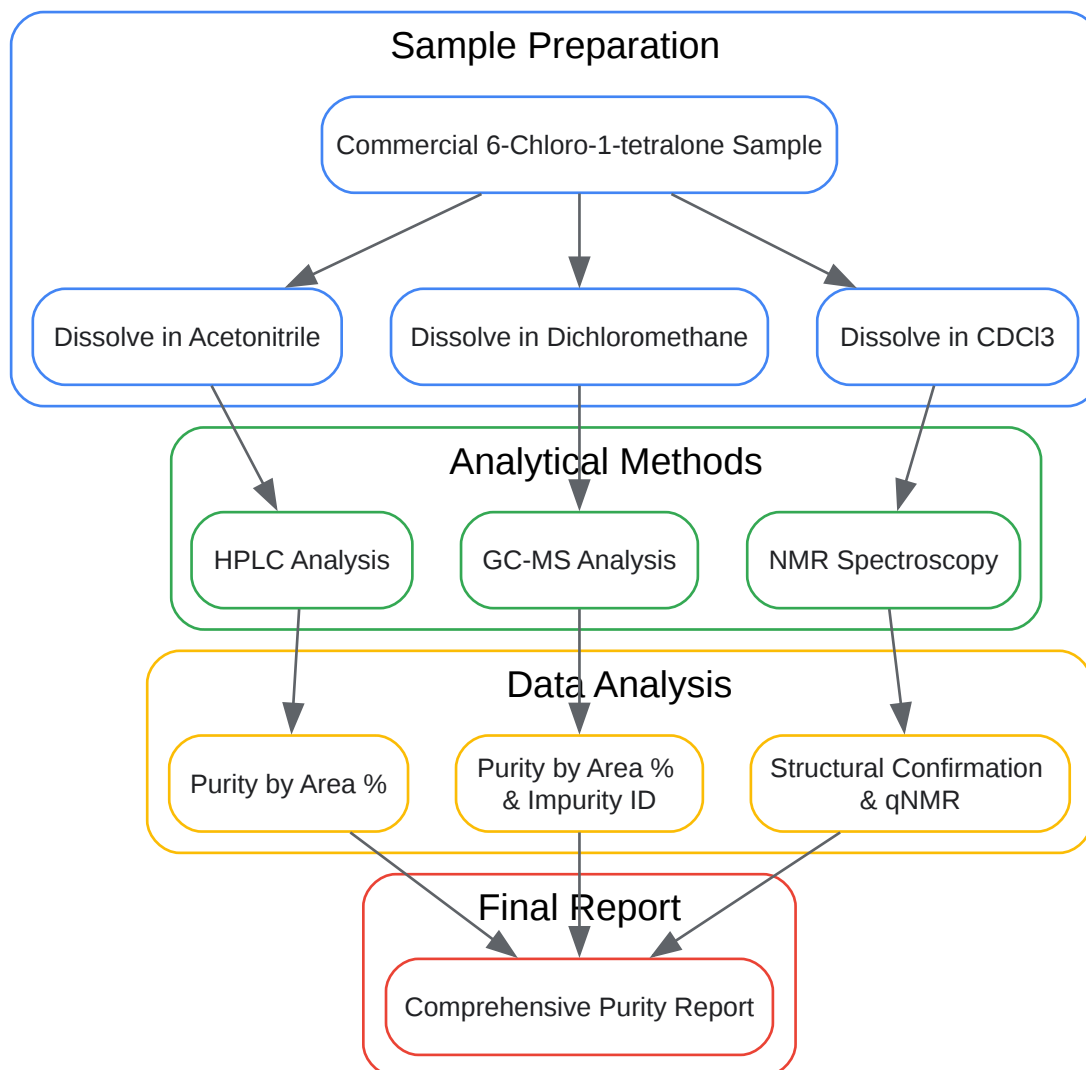 Sample Preparation
Commercial 6-Chloro-1-tetralone Sample
Dissolve in Acetonitrile
Dissolve in Dichloromethane
Dissolve in CDCl3
Analytical Methods
HPLC Analysis
GC-MS Analysis
NMR Spectroscopy
Data Analysis
Purity by Area %
Purity by Area %
& Impurity ID
Structural Confirmation
& qNMR
Final Report
Comprehensive Purity Report